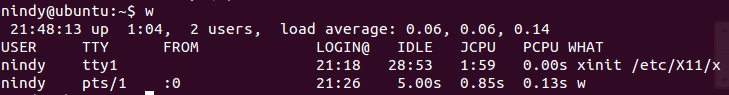 nindy@ubuntu:~$ w
21:48:13 up 1:04, 2 users, load average: 0.06, 0.06, 0.14
USER TTY FROM LOGIN@ IDLE JCPU PCPU WHAT
nindy tty1 21:18 28:53 1:59 0.00s xinit /etc/X11/x
nindy pts/1 :0 21:26 5.00s 0.85s 0.13s w